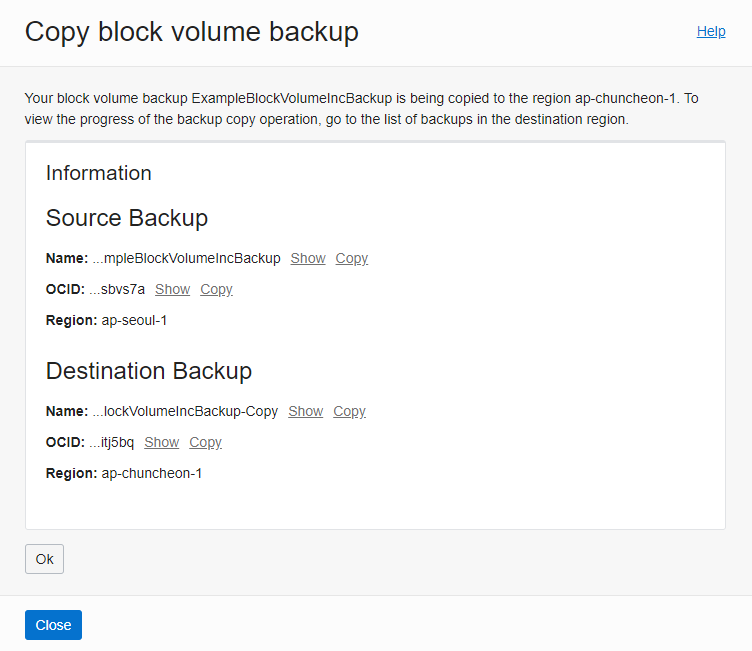 Copy block volume backup
Help
Your block volume backup ExampleBlockVolumeIncBackup is being copied to the region ap-chuncheon-1. To
view the progress of the backup copy operation, go to the list of backups in the destination region.
Information
Source Backup
Name: ...mpleBlockVolumeIncBackup Show Copy
OCID: ...sbvs7a Show Copy
Region: ap-seoul-1
Destination Backup
Name: ...lockVolumeIncBackup-Copy Show Copy
OCID: ...itj5bq Show Copy
Region: ap-chuncheon-1
Ok
Close